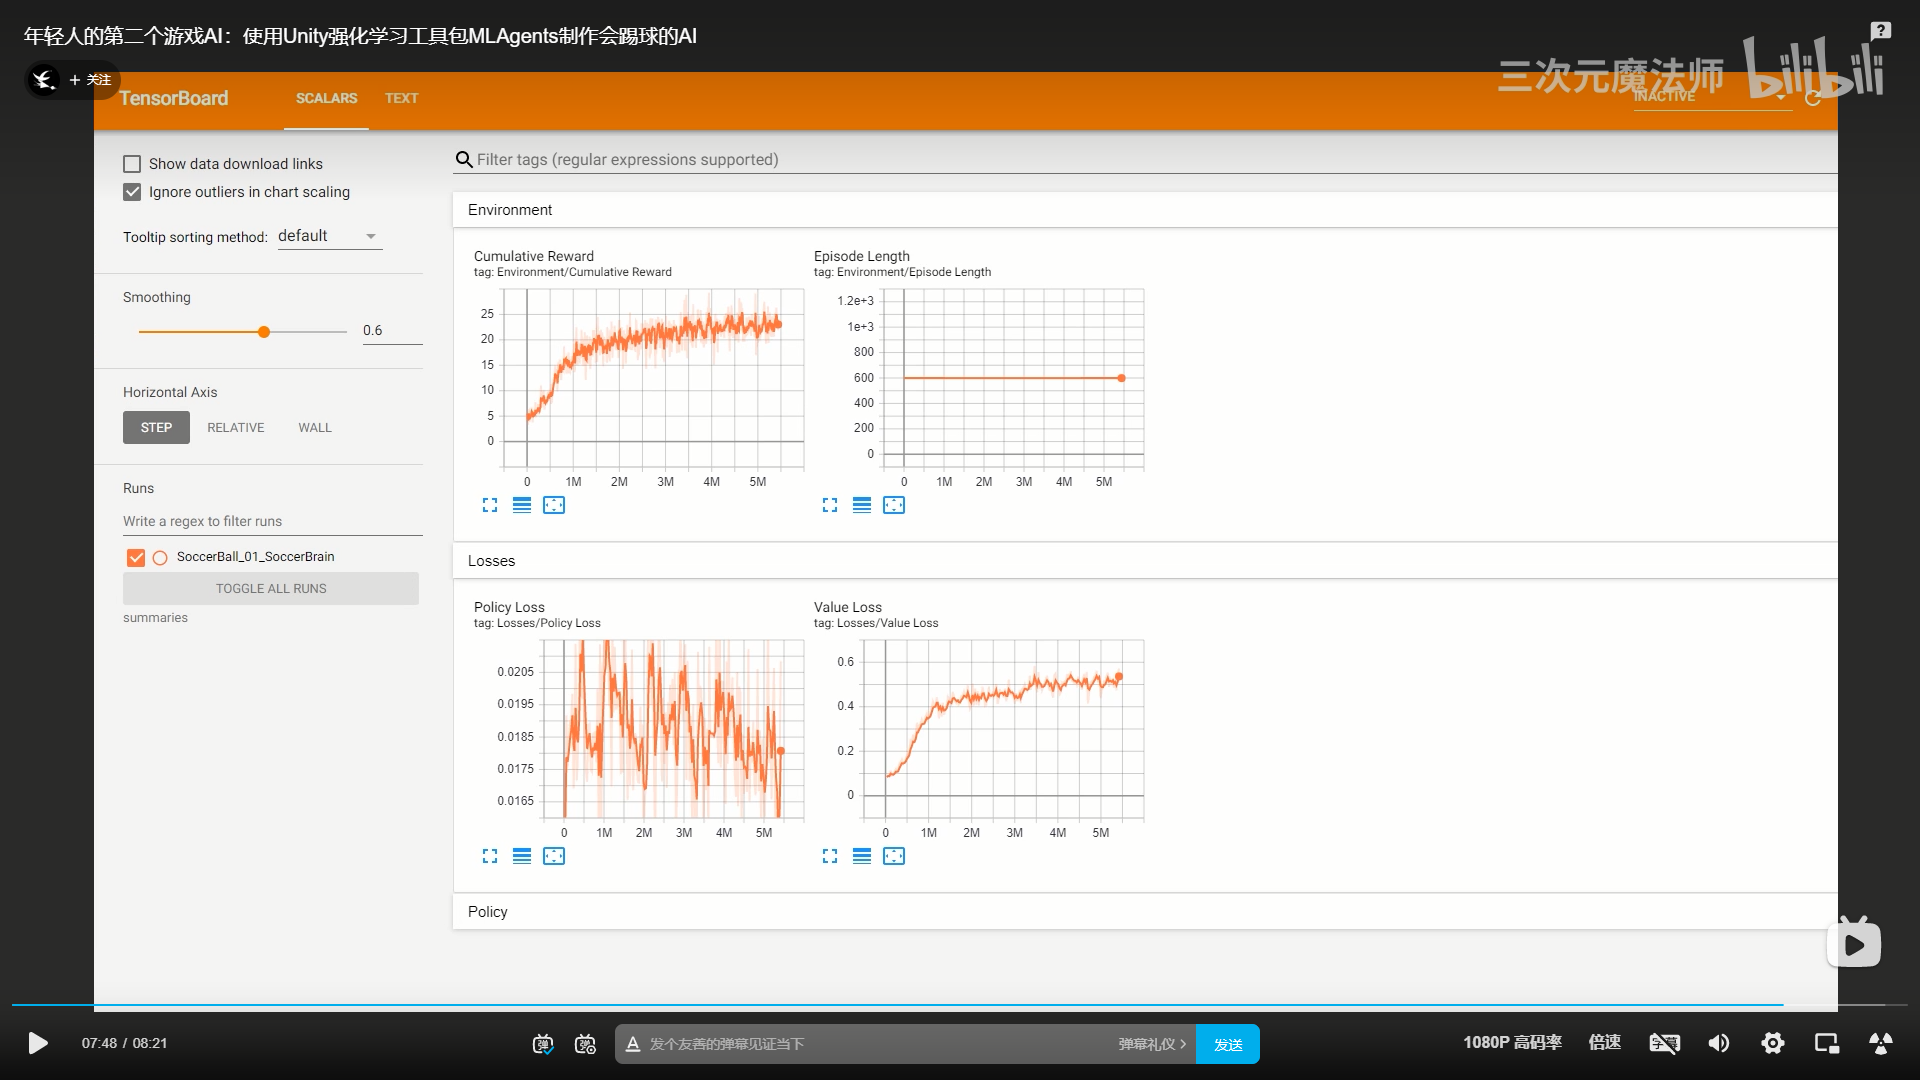 年轻人的第二个游戏AI：使用Unity强化学习工具包MLAgents制作会踢球的AI
+ 关注
三次元魔法师 bilibili
TensorBoard SCALARS TEXT INACTIVE
Show data download links
Ignore outliers in chart scaling
Tooltip sorting method: default
Smoothing
0.6
Horizontal Axis
STEP RELATIVE WALL
Runs
Write a regex to filter runs
SoccerBall_01_SoccerBrain
TOGGLE ALL RUNS
summaries
Filter tags (regular expressions supported)
Environment
Cumulative Reward
tag: Environment/Cumulative Reward
25
20
15
10
5
0
0 1M 2M 3M 4M 5M
Episode Length
tag: Environment/Episode Length
1.2e+3
1e+3
800
600
400
200
0
0 1M 2M 3M 4M 5M
Losses
Policy Loss
tag: Losses/Policy Loss
0.0205
0.0195
0.0185
0.0175
0.0165
0 1M 2M 3M 4M 5M
Value Loss
tag: Losses/Value Loss
0.6
0.4
0.2
0
0 1M 2M 3M 4M 5M
Policy
07:48 / 08:21
弹 弹 A 发个友善的弹幕见证当下 弹幕礼仪 > 发送
1080P 高码率 倍速 字幕